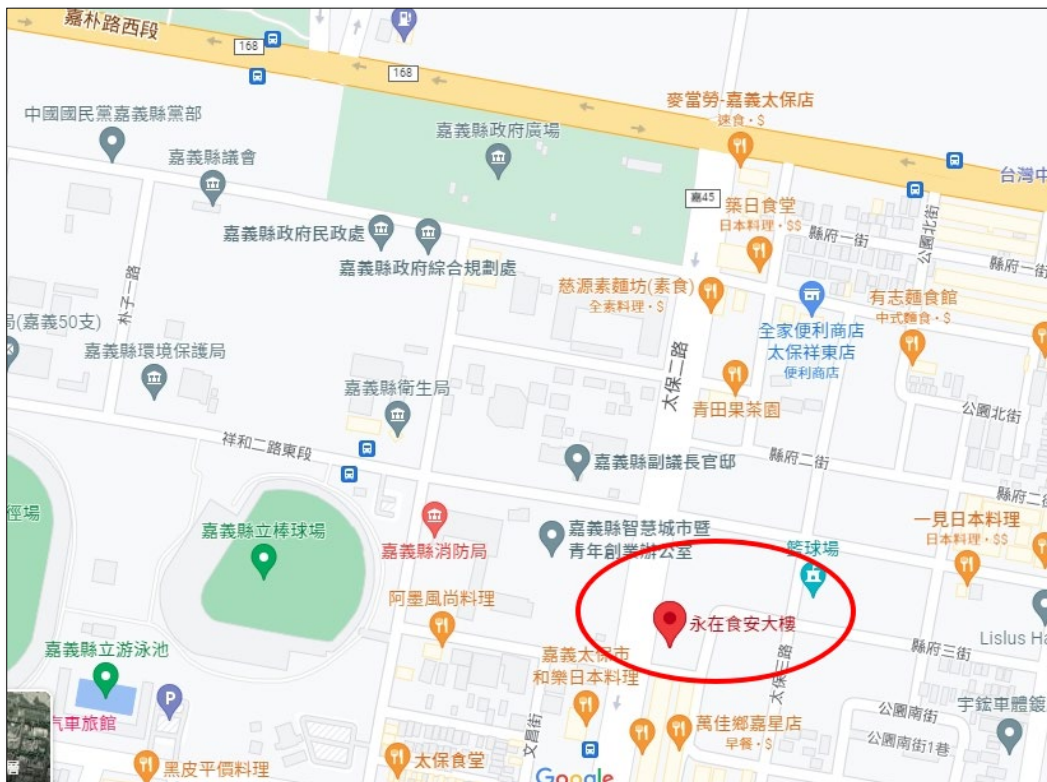 嘉朴路西段
168
168
中國國民黨嘉義縣黨部
嘉義縣政府廣場
麥當勞-嘉義太保店
速食・$
台灣中
嘉義縣議會
嘉45
築日食堂
日本料理・$$
公園北街
縣府一街
縣府一街
嘉義縣政府民政處
嘉義縣政府綜合規劃處
慈源素麵坊(素食)
全素料理・$
有志麵食館
中式麵食・$
朴子一路
局(嘉義50支)
全家便利商店
太保祥東店
便利商店
嘉義縣環境保護局
太保二路
嘉義縣衛生局
青田果茶園
公園北街
祥和二路東段
縣府二街
嘉義縣副議長官邸
縣府二街
徑場
嘉義縣立棒球場
嘉義縣消防局
嘉義縣智慧城市暨
青年創業辦公室
籃球場
一見日本料理
日本料理・$$
阿墨風尚料理
永在食安大樓
縣府三街
Lislus Ha
嘉義縣立游泳池
嘉義太保市
和樂日本料理
太保三路
P
汽車旅館
文昌街
萬佳鄉嘉星店
早餐・$
公園南街
公園南街1巷
宇鋐車體鍍
黑皮平價料理
太保食堂
層
Google